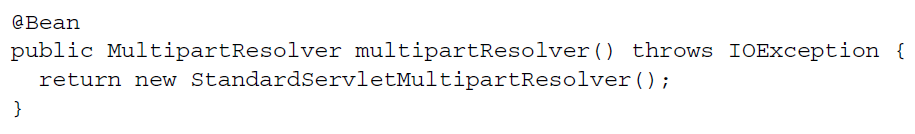 @Bean
public MultipartResolver multipartResolver() throws IOException {
  return new StandardServletMultipartResolver();
}